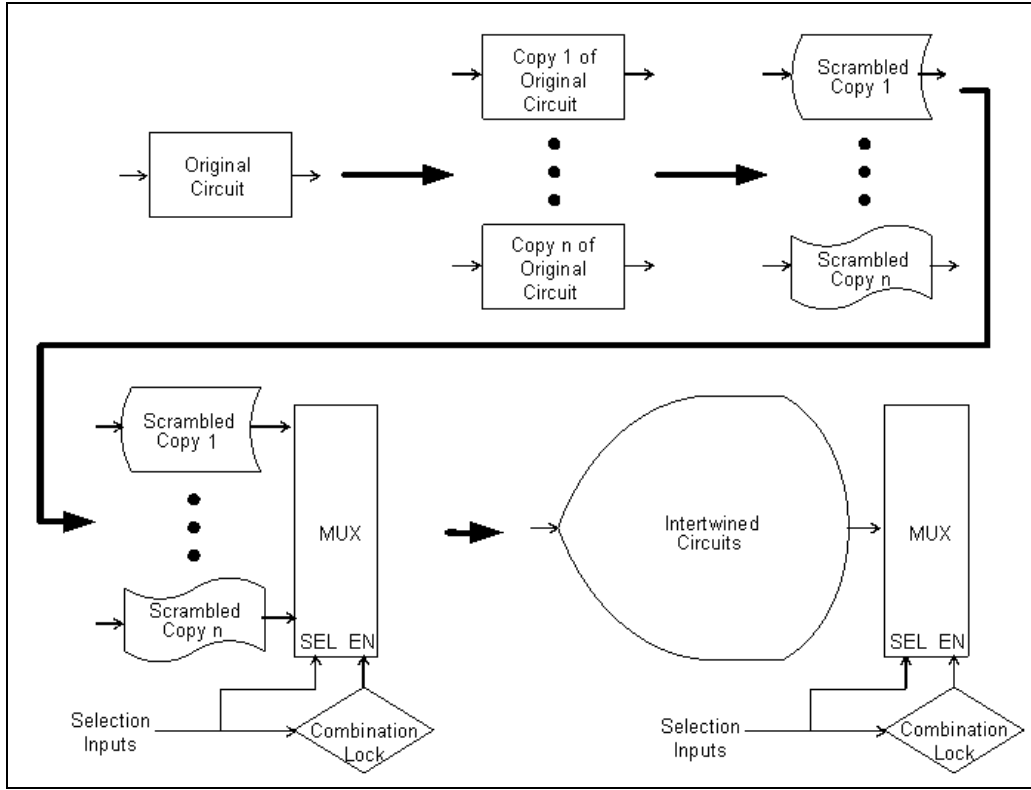 Copy 1 of
Original
Circuit
Scrambled
Copy 1
Original
Circuit
Copy n of
Original
Circuit
Scrambled
Copy n
Scrambled
Copy 1
MUX
Scrambled
Copy n
SEL EN
Selection
Inputs
Combination
Lock
Intertwined
Circuits
MUX
SEL EN
Selection
Inputs
Combination
Lock